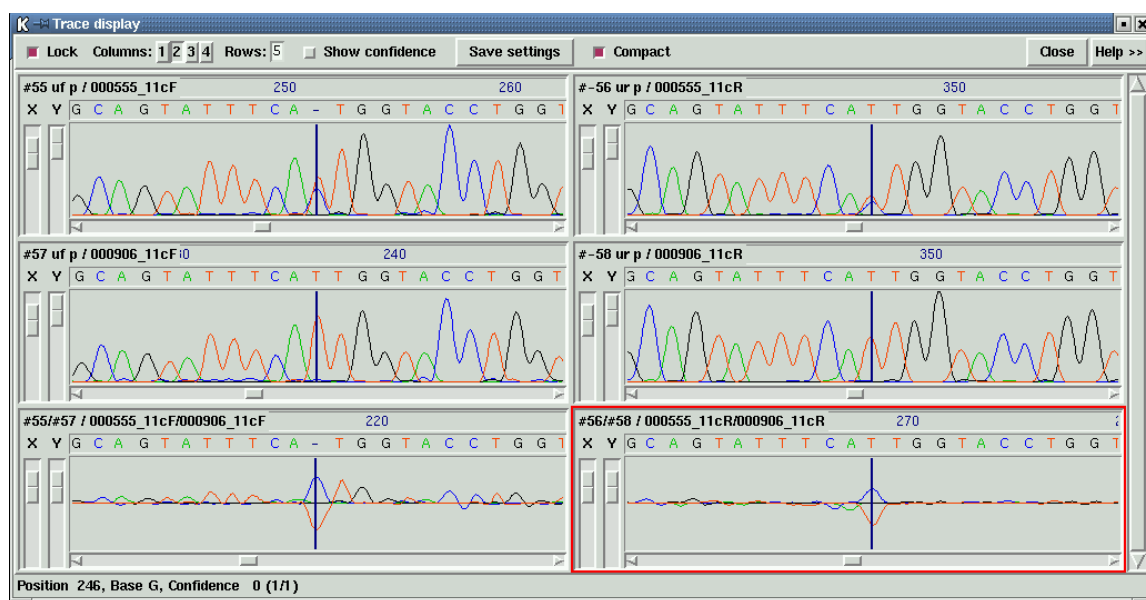 K Trace display
Lock Columns: 1 2 3 4 Rows: 5 Show confidence Save settings Compact Close Help >>
#55 uf p / 000555_11cF 250 260
X Y G C A G T A T T T C A - T G G T A C C T G G T
#-56 ur p / 000555_11cR 350
X Y G C A G T A T T T C A T T G G T A C C T G G T
#57 uf p / 000906_11cF 240
X Y G C A G T A T T T C A T T G G T A C C T G G T
#-58 ur p / 000906_11cR 350
X Y G C A G T A T T T C A T T G G T A C C T G G T
#55/#57 / 000555_11cF/000906_11cF 220
X Y G C A G T A T T T C A - T G G T A C C T G G T
#56/#58 / 000555_11cR/000906_11cR 270
X Y G C A G T A T T T C A T T G G T A C C T G G T
Position 246, Base G, Confidence 0 (1/1)